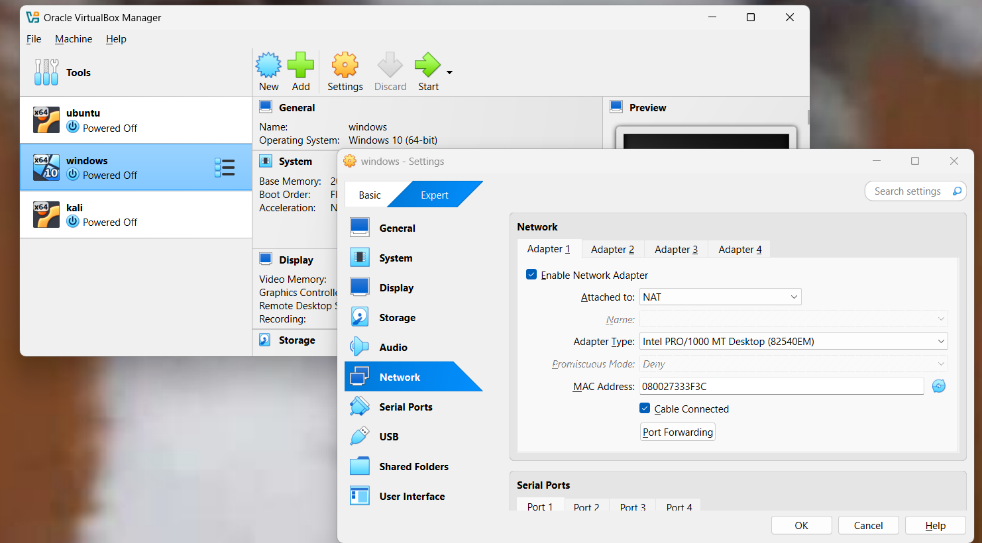 Oracle VirtualBox Manager
File Machine Help
Tools
New Add Settings Discard Start
x64
ubuntu
Powered Off
x64
10
windows
Powered Off
x64
kali
Powered Off
General
Name: windows
Operating System: Windows 10 (64-bit)
System
Base Memory: 2
Boot Order: Fl
Acceleration: N
Display
Video Memory:
Graphics Controlle
Remote Desktop S
Recording:
Storage
Preview
windows - Settings
Basic Expert
Search settings
General
System
Display
Storage
Audio
Network
Serial Ports
USB
Shared Folders
User Interface
Network
Adapter 1 Adapter 2 Adapter 3 Adapter 4
Enable Network Adapter
Attached to: NAT
Name:
Adapter Type: Intel PRO/1000 MT Desktop (82540EM)
Promiscuous Mode: Deny
MAC Address: 080027333F3C
Cable Connected
Port Forwarding
Serial Ports
Port 1 Port 2 Port 3 Port 4
OK Cancel Help